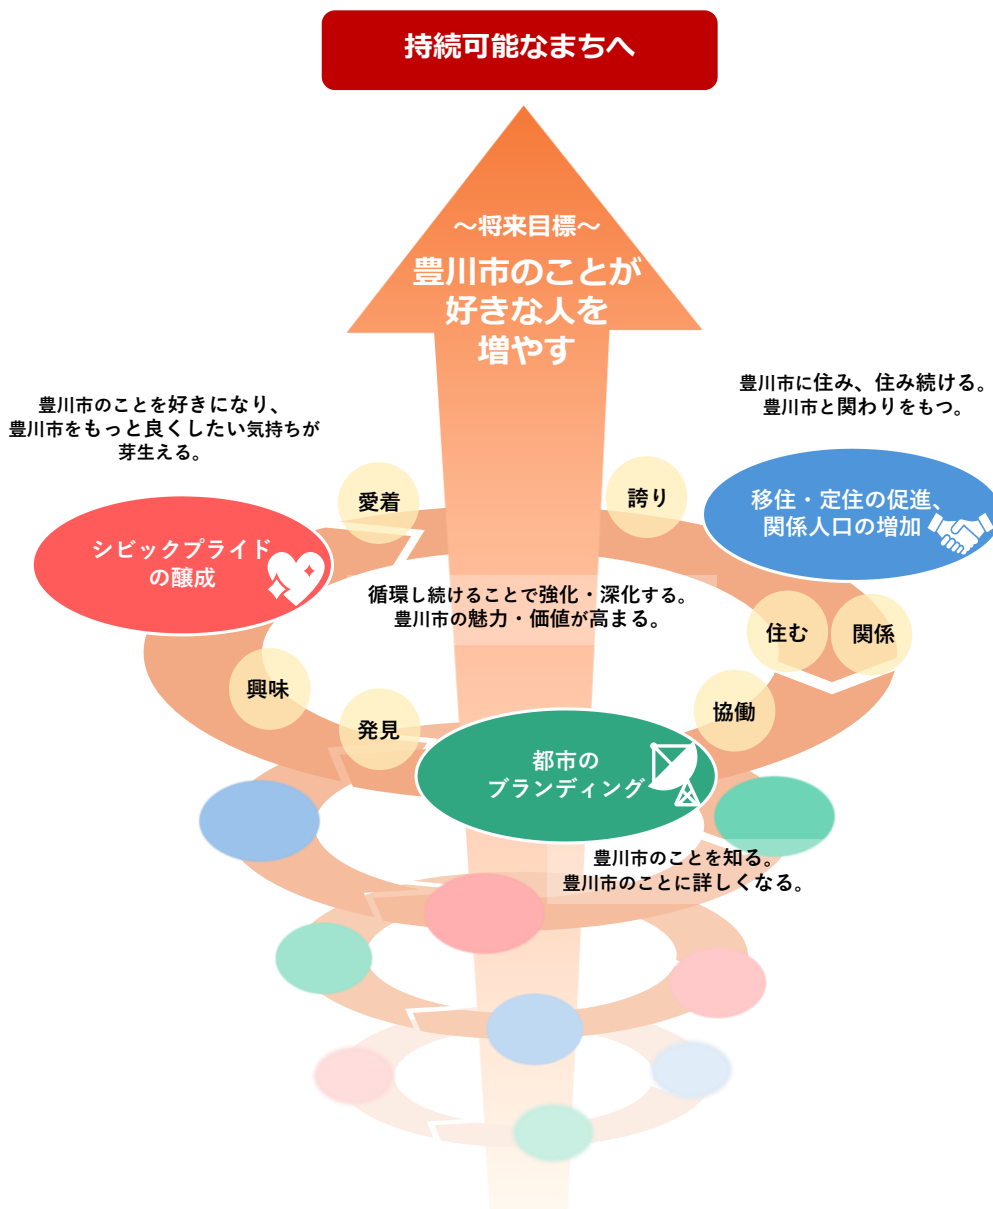 持続可能なまちへ
～将来目標～
豊川市のことが
好きな人を
増やす
豊川市に住み、住み続ける。
豊川市と関わりをもつ。
豊川市のことを好きになり、
豊川市をもっと良くしたい気持ちが
芽生える。
愛着
誇り
移住・定住の促進、
関係人口の増加
シビックプライド
の醸成
循環し続けることで強化・深化する。
豊川市の魅力・価値が高まる。
住む
関係
興味
発見
協働
都市の
ブランディング
豊川市のことを知る。
豊川市のことに詳しくなる。